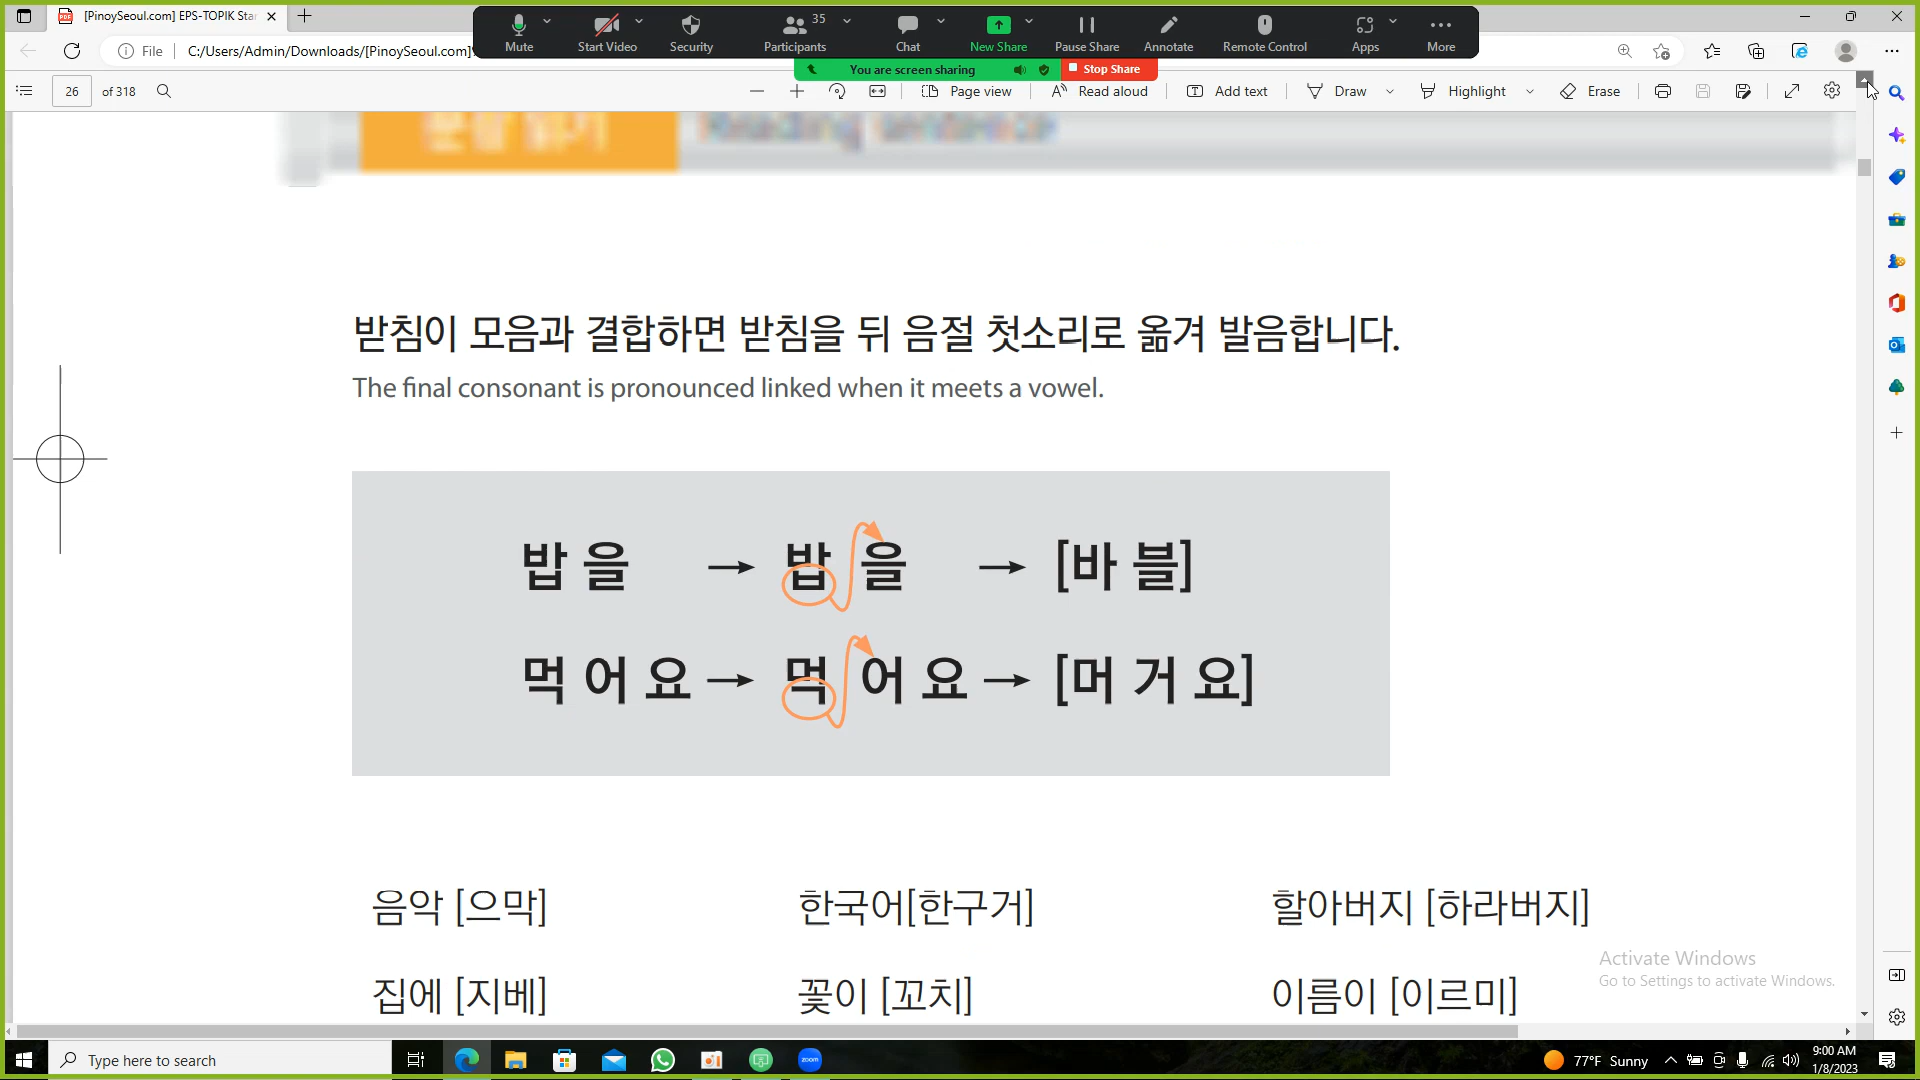 [PinoySeoul.com] EPS-TOPIK Sta
File
C:/Users/Admin/Downloads/[PinoySeoul.com]
Mute
Start Video
Security
Participants
35
Chat
New Share
Pause Share
Annotate
Remote Control
Apps
More
You are screen sharing
Stop Share
26 of 318
Page view
Read aloud
Add text
Draw
Highlight
Erase
문장 읽기 Reading sentence
받침이 모음과 결합하면 받침을 뒤 음절 첫소리로 옮겨 발음합니다.
The final consonant is pronounced linked when it meets a vowel.
밥 을 → 밥 을 → [바 블]
먹 어 요 → 먹 어 요 → [머 거 요]
음악 [으막] 한국어[한구거] 할아버지 [하라버지]
집에 [지베] 꽃이 [꼬치] 이름이 [이르미]
Activate Windows
Go to Settings to activate Windows.
Type here to search
zoom
77°F Sunny
9:00 AM
1/8/2023